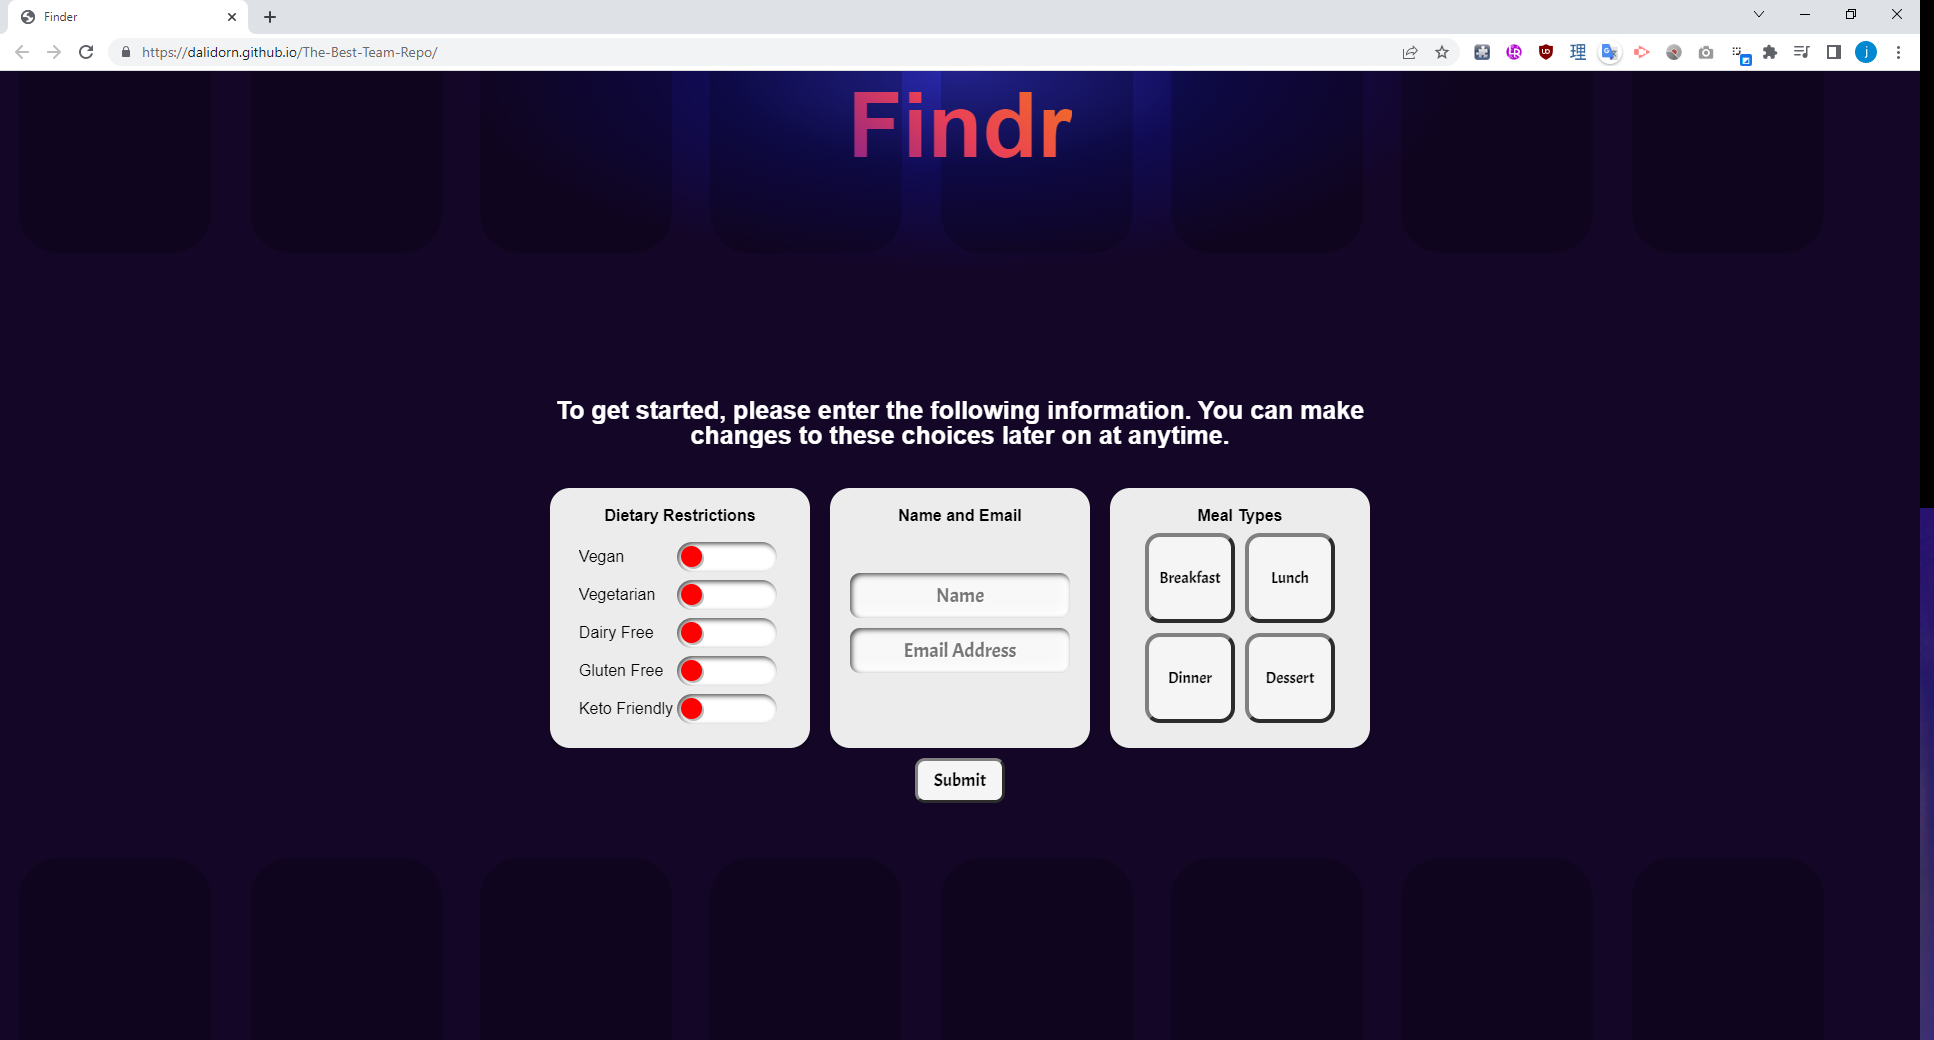 Finder
https://dalidorn.github.io/The-Best-Team-Repo/
Findr
To get started, please enter the following information. You can make
changes to these choices later on at anytime.
Dietary Restrictions
Vegan
Vegetarian
Dairy Free
Gluten Free
Keto Friendly
Name and Email
Name
Email Address
Meal Types
Breakfast
Lunch
Dinner
Dessert
Submit